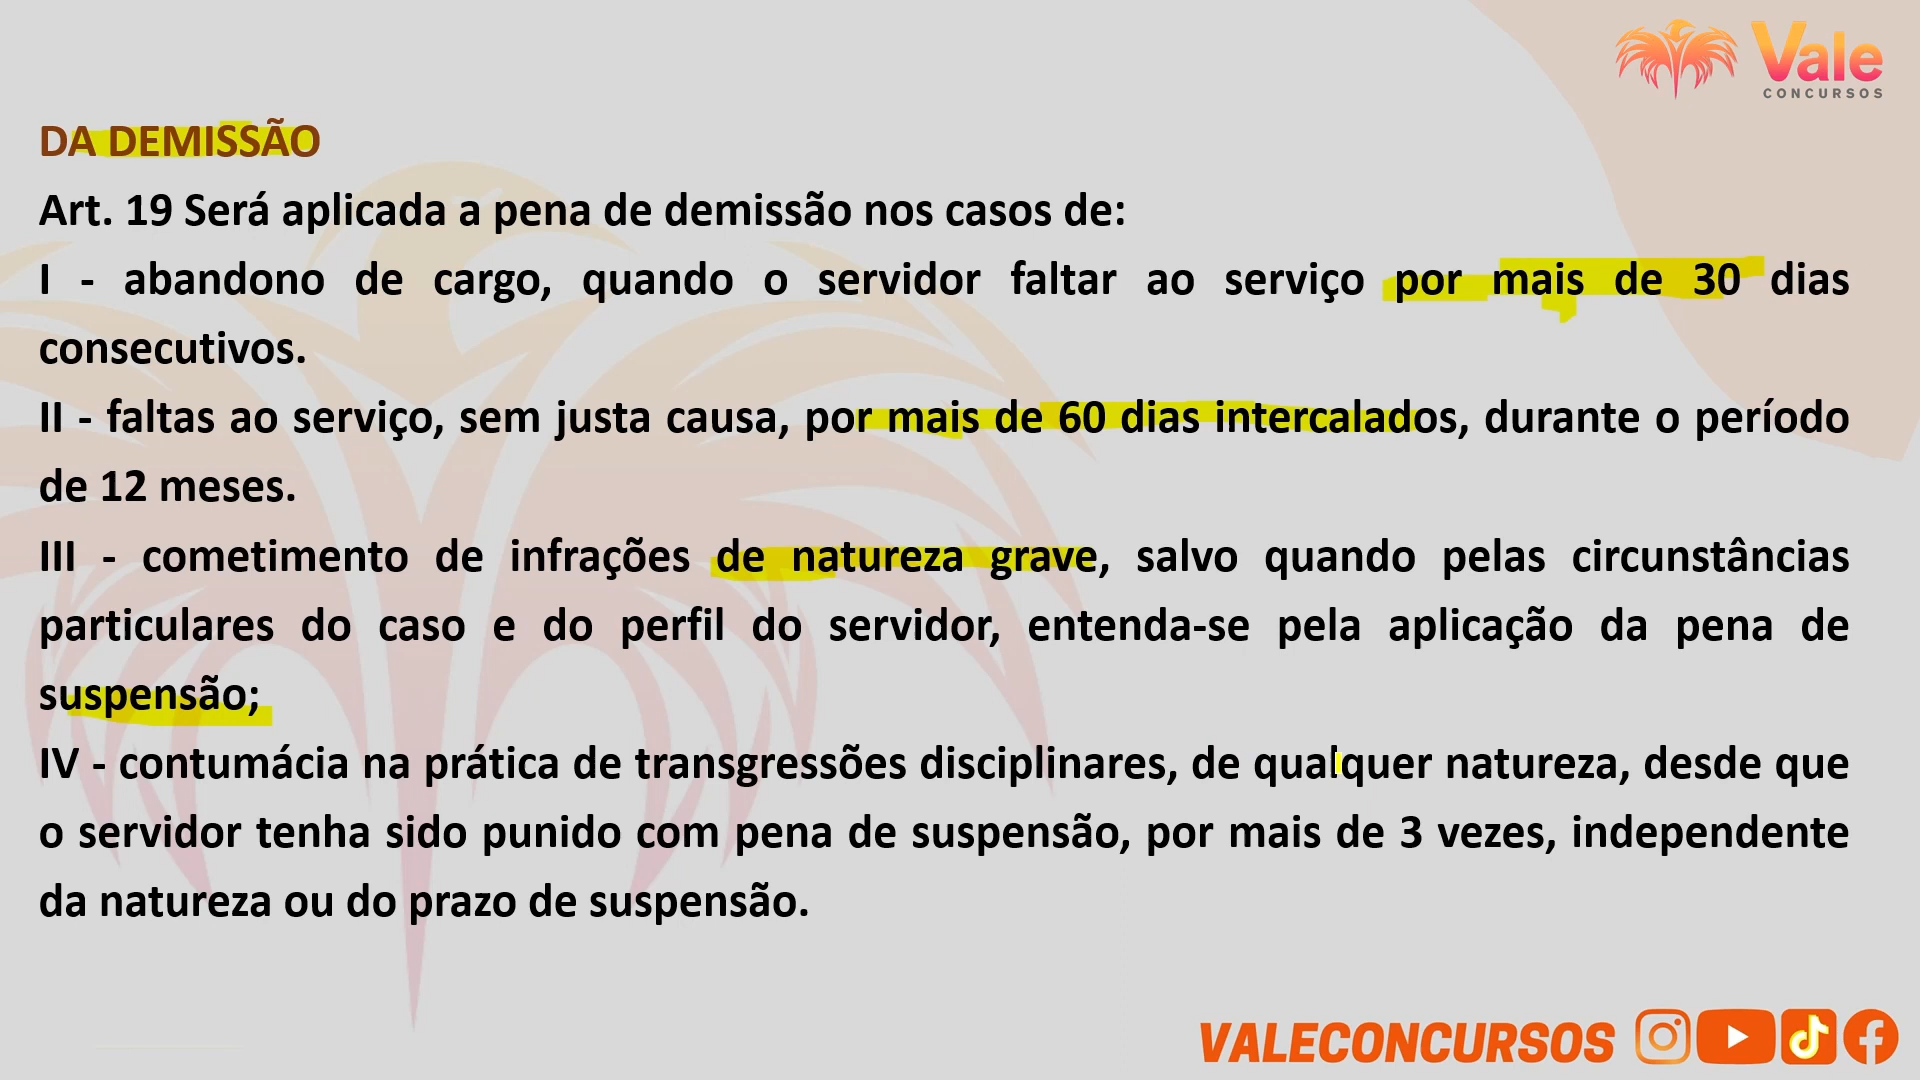 Vale
CONCURSOS
DA DEMISSÃO
Art. 19 Será aplicada a pena de demissão nos casos de:
I - abandono de cargo, quando o servidor faltar ao serviço por mais de 30 dias
consecutivos.
II - faltas ao serviço, sem justa causa, por mais de 60 dias intercalados, durante o período
de 12 meses.
III - cometimento de infrações de natureza grave, salvo quando pelas circunstâncias
particulares do caso e do perfil do servidor, entenda-se pela aplicação da pena de
suspensão;
IV - contumácia na prática de transgressões disciplinares, de qualquer natureza, desde que
o servidor tenha sido punido com pena de suspensão, por mais de 3 vezes, independente
da natureza ou do prazo de suspensão.
VALECONCURSOS